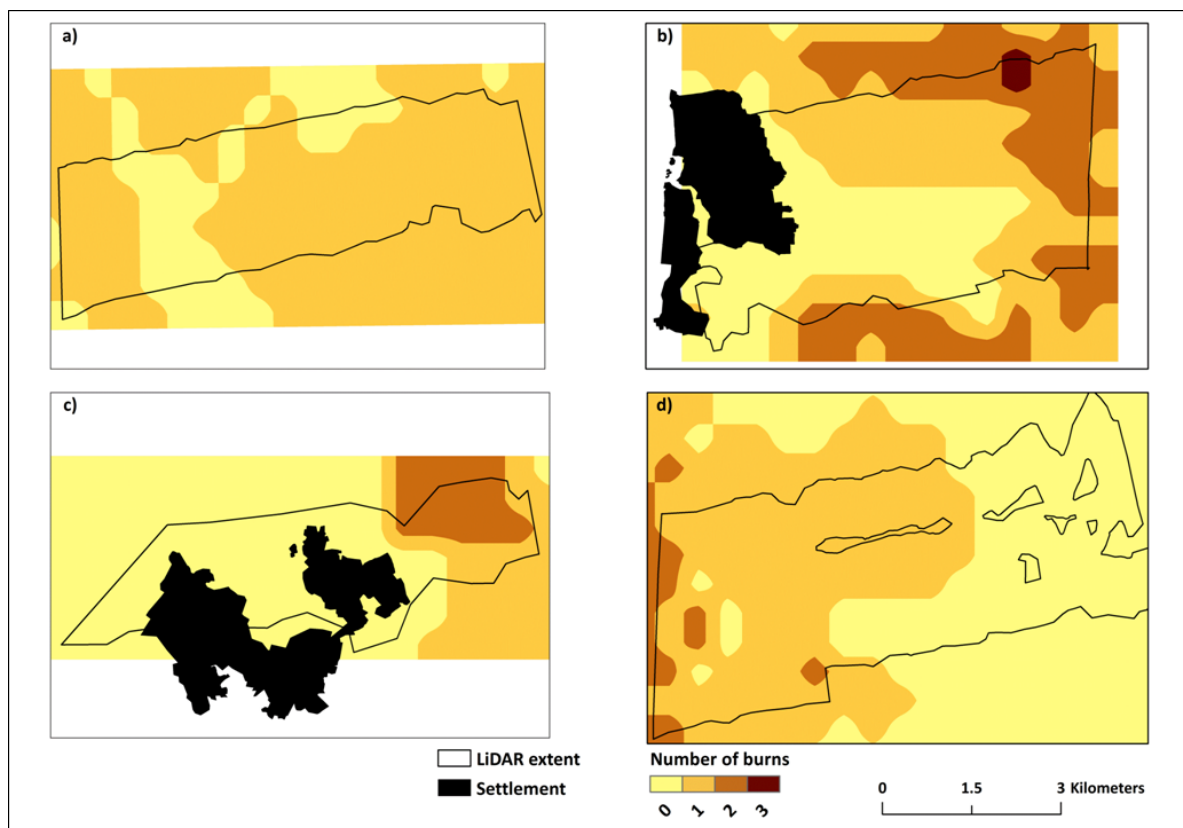 a)
b)
c)
d)
LiDAR extent
Settlement
Number of burns
0 1 2 3
0 1.5 3 Kilometers